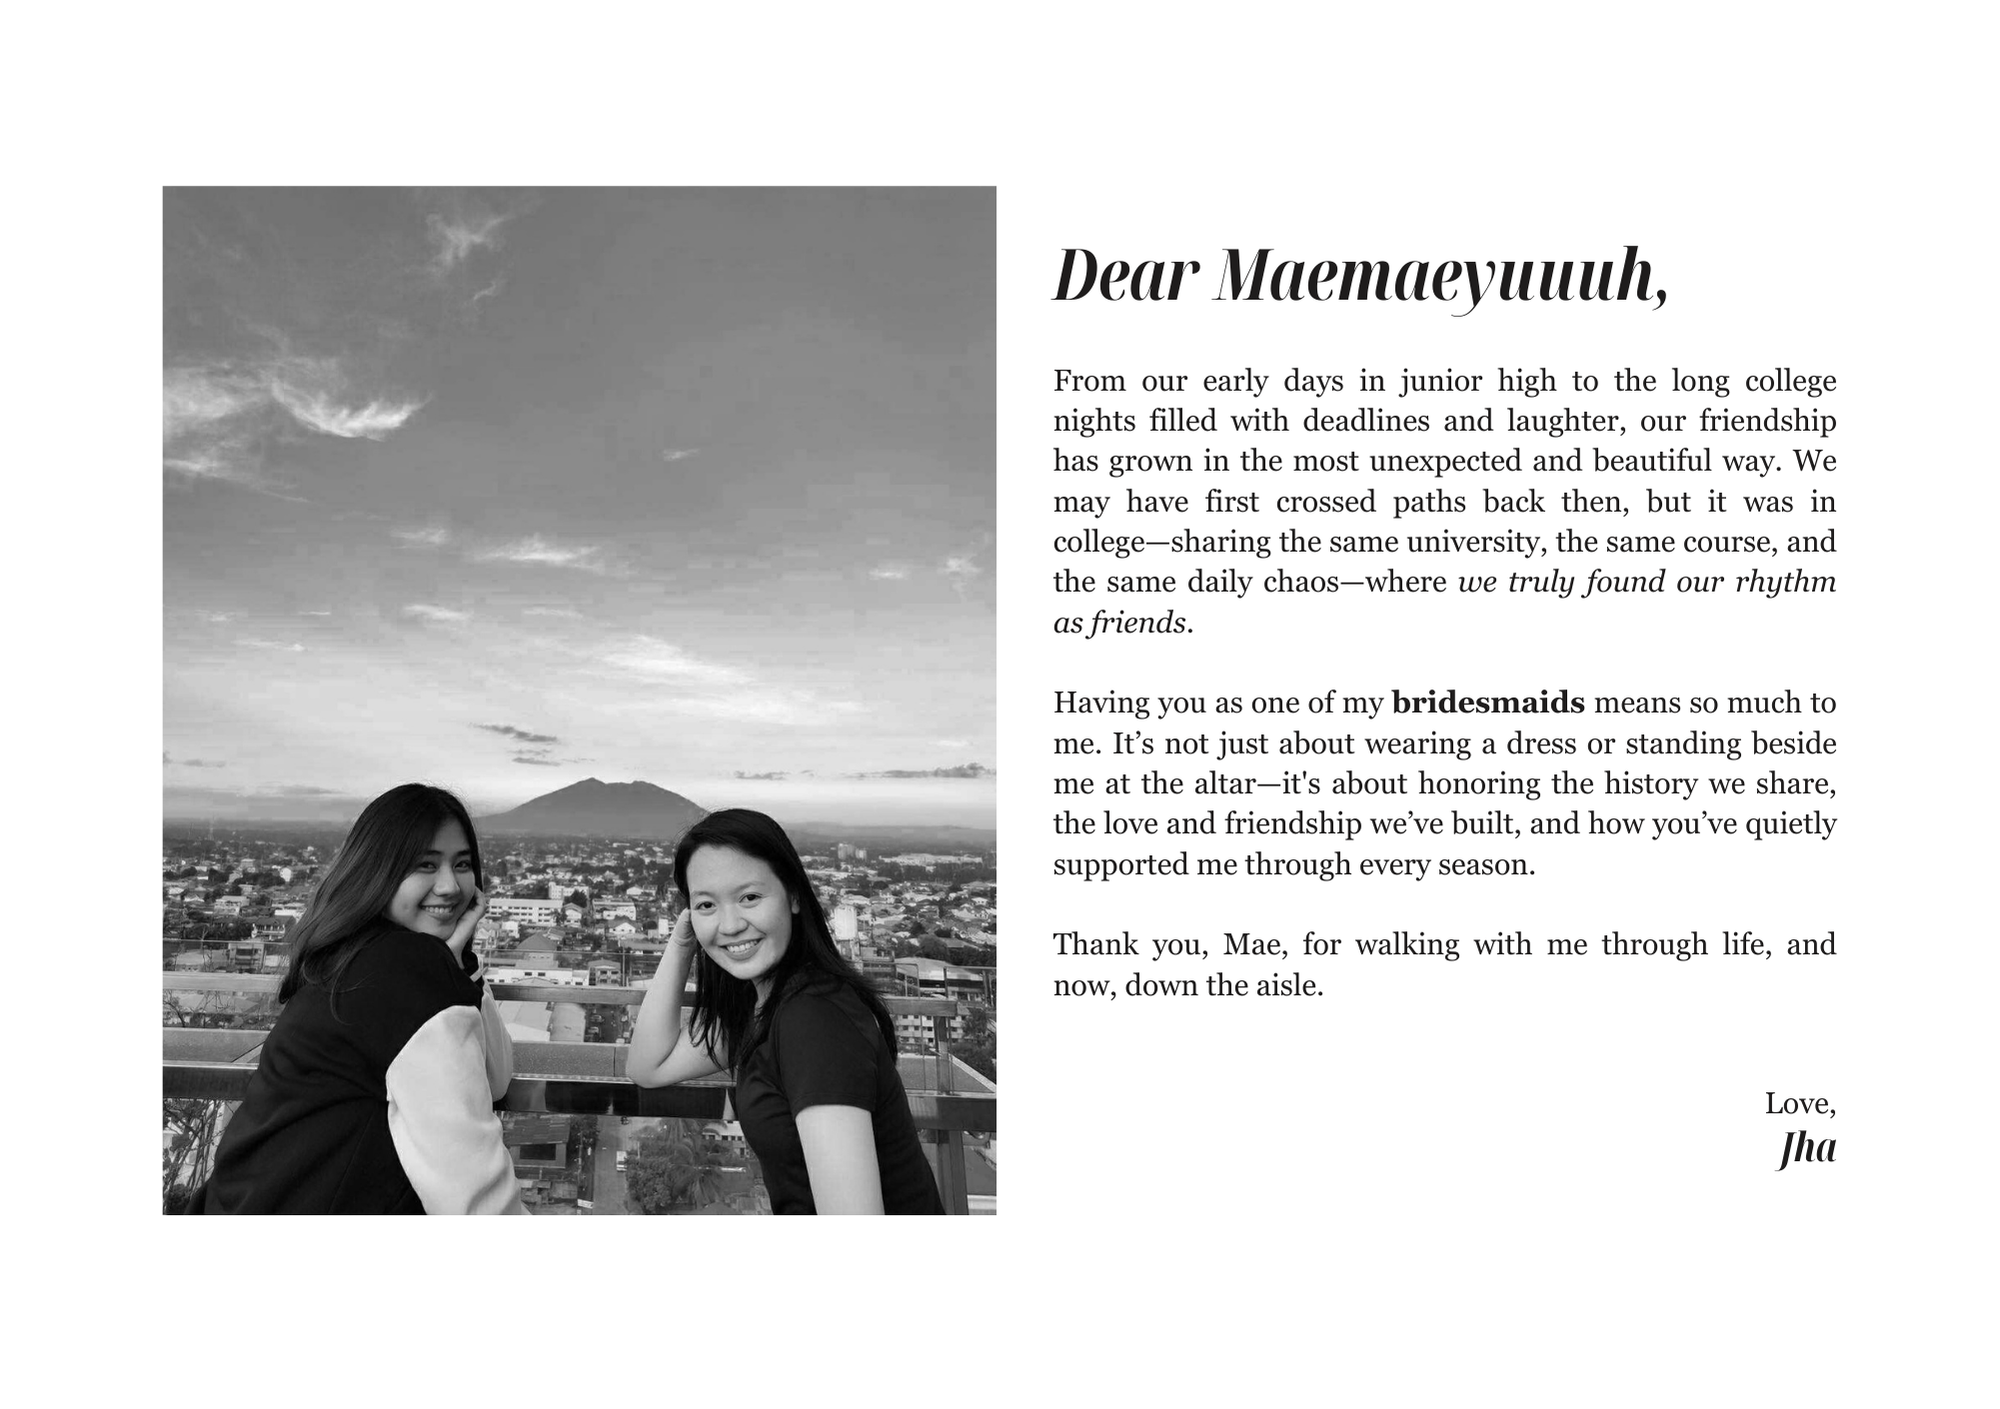 Dear Maemaeyuuuh,
From our early days in junior high to the long college
nights filled with deadlines and laughter, our friendship
has grown in the most unexpected and beautiful way. We
may have first crossed paths back then, but it was in
college—sharing the same university, the same course, and
the same daily chaos—where we truly found our rhythm
as friends.
Having you as one of my bridesmaids means so much to
me. It’s not just about wearing a dress or standing beside
me at the altar—it's about honoring the history we share,
the love and friendship we’ve built, and how you’ve quietly
supported me through every season.
Thank you, Mae, for walking with me through life, and
now, down the aisle.
Love,
Jha